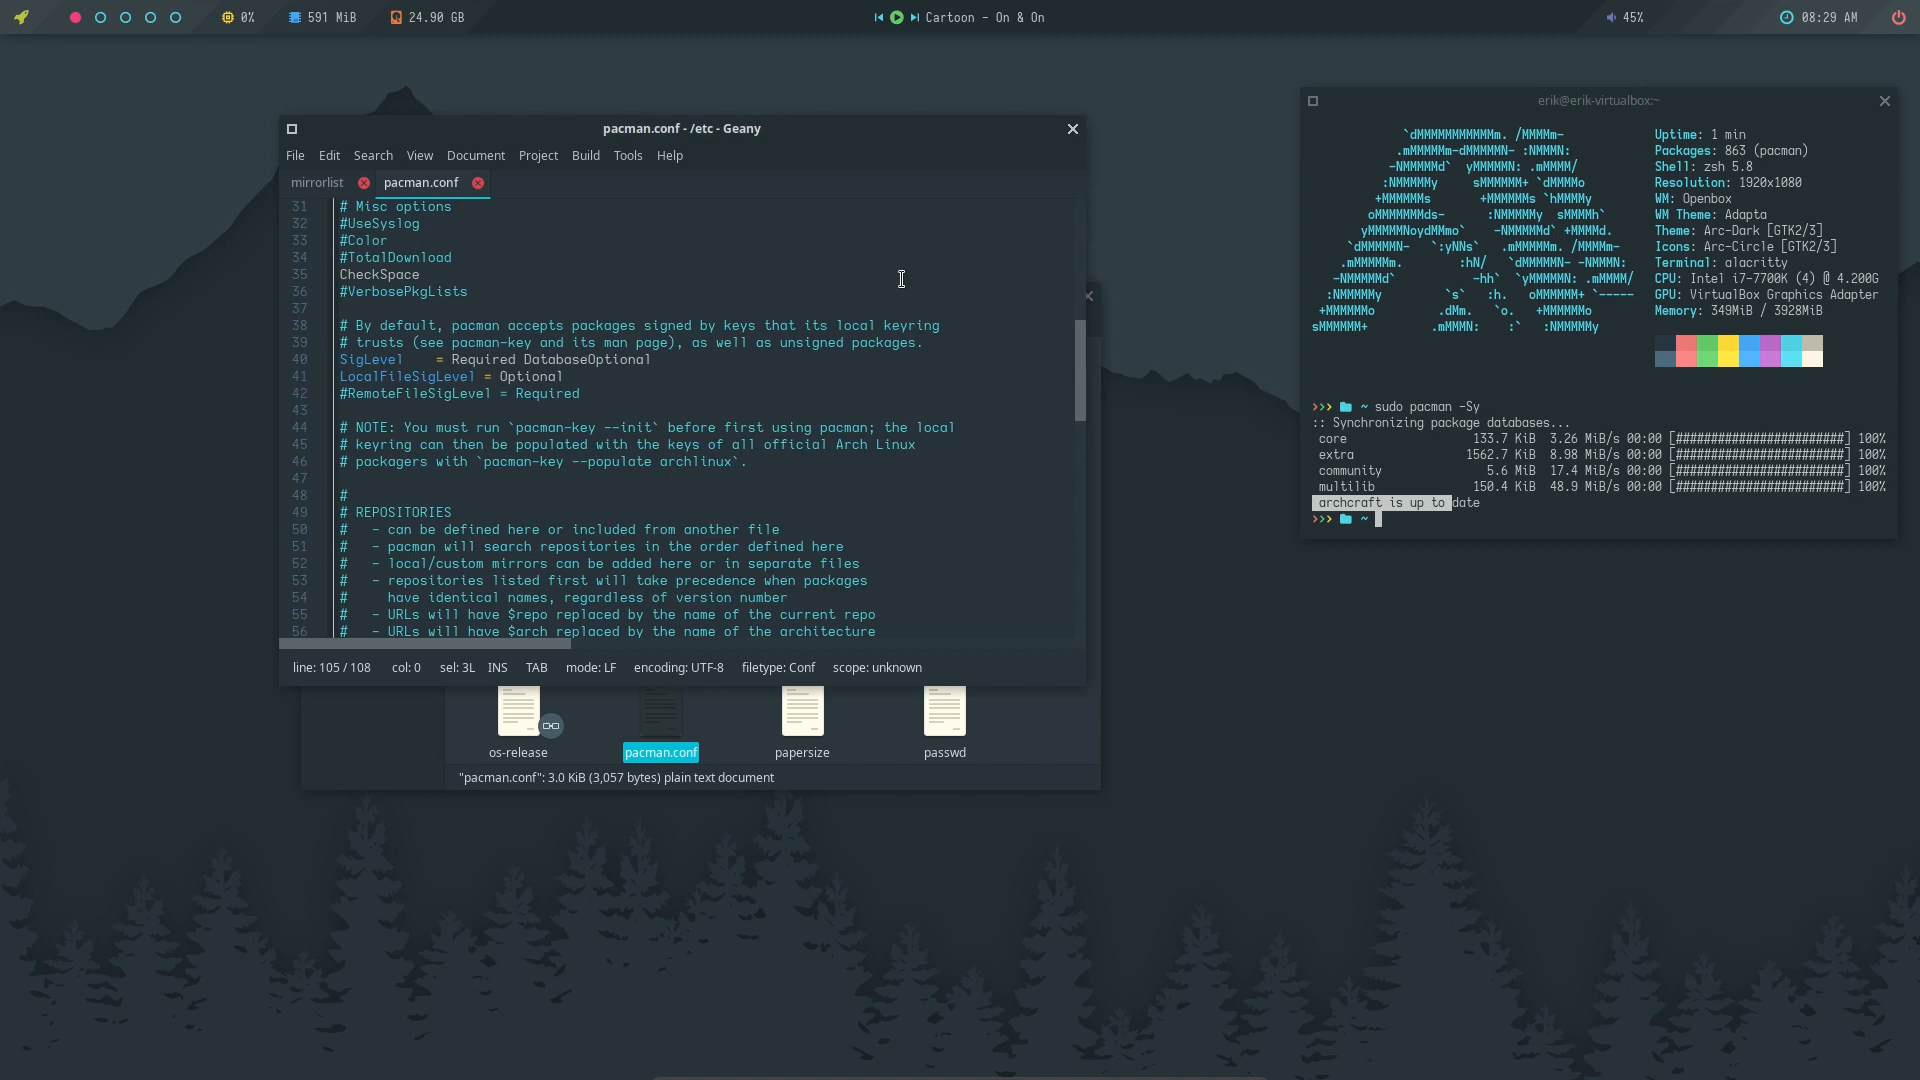 0%
591 MiB
24.90 GB
Cartoon - On & On
45%
08:29 AM
pacman.conf - /etc - Geany
File Edit Search View Document Project Build Tools Help
mirrorlist pacman.conf
31 # Misc options
32 #UseSyslog
33 #Color
34 #TotalDownload
35 CheckSpace
36 #VerbosePkgLists
37
38 # By default, pacman accepts packages signed by keys that its local keyring
39 # trusts (see pacman-key and its man page), as well as unsigned packages.
40 SigLevel    = Required DatabaseOptional
41 LocalFileSigLevel = Optional
42 #RemoteFileSigLevel = Required
43
44 # NOTE: You must run `pacman-key --init` before first using pacman; the local
45 # keyring can then be populated with the keys of all official Arch Linux
46 # packagers with `pacman-key --populate archlinux`.
47
48 #
49 # REPOSITORIES
50 #   - can be defined here or included from another file
51 #   - pacman will search repositories in the order defined here
52 #   - local/custom mirrors can be added here or in separate files
53 #   - repositories listed first will take precedence when packages
54 #     have identical names, regardless of version number
55 #   - URLs will have $repo replaced by the name of the current repo
56 #   - URLs will have $arch replaced by the name of the architecture
line: 105 / 108 col: 0 sel: 3L INS TAB mode: LF encoding: UTF-8 filetype: Conf scope: unknown
os-release pacman.conf papersize passwd
"pacman.conf": 3.0 KiB (3,057 bytes) plain text document
erik@erik-virtualbox:~
Uptime: 1 min
Packages: 863 (pacman)
Shell: zsh 5.8
Resolution: 1920x1080
WM: Openbox
WM Theme: Adapta
Theme: Arc-Dark [GTK2/3]
Icons: Arc-Circle [GTK2/3]
Terminal: alacritty
CPU: Intel i7-7700K (4) @ 4.200G
GPU: VirtualBox Graphics Adapter
Memory: 349MiB / 3928MiB
~ sudo pacman -Sy
:: Synchronizing package databases...
core 133.7 KiB 3.26 MiB/s 00:00 [########################] 100%
extra 1562.7 KiB 8.98 MiB/s 00:00 [########################] 100%
community 5.6 MiB 17.4 MiB/s 00:00 [########################] 100%
multilib 150.4 KiB 48.9 MiB/s 00:00 [########################] 100%
archcraft is up to date
~